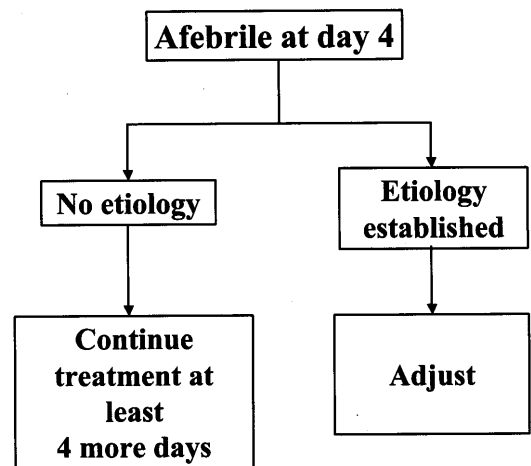 Afebrile at day 4
No etiology
Etiology
established
Continue
treatment at
least
4 more days
Adjust